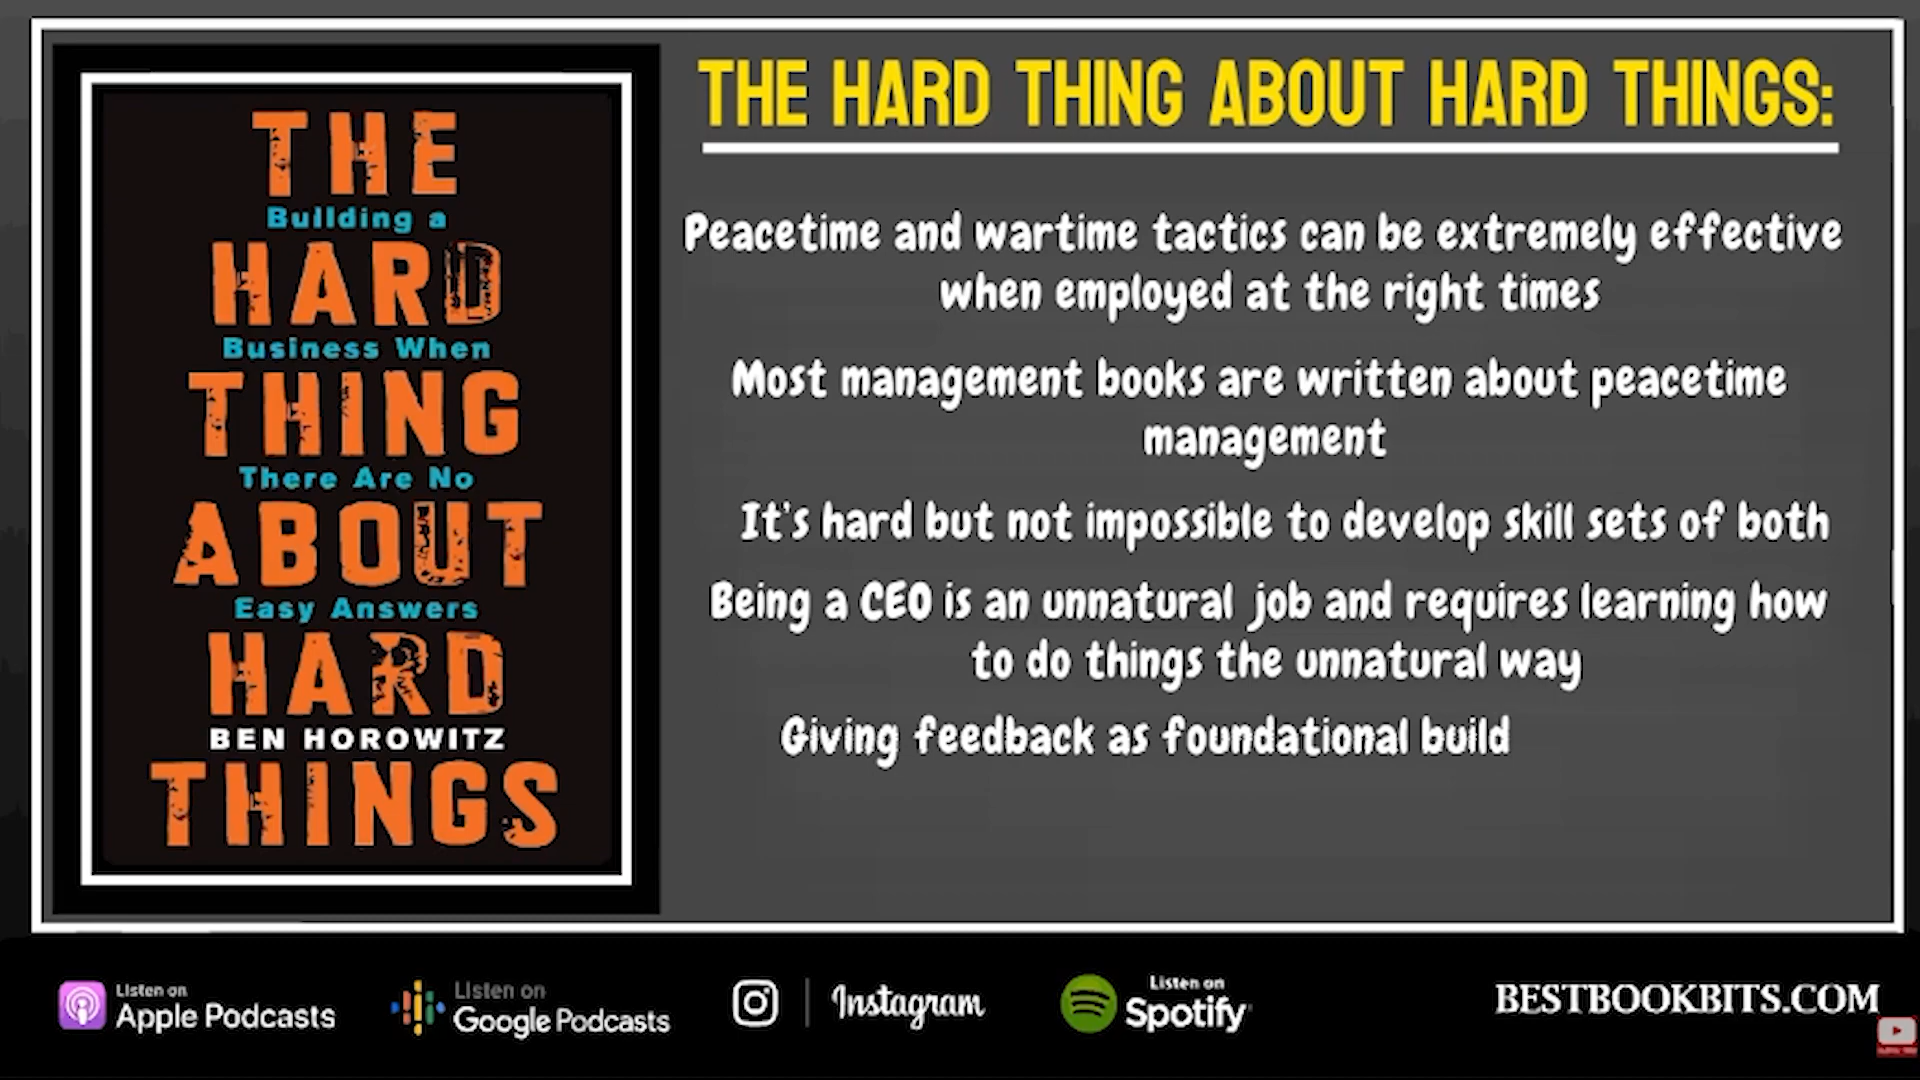 THE
Building a
HARD
Business When
THING
There Are No
ABOUT
Easy Answers
HARD
BEN HOROWITZ
THINGS
THE HARD THING ABOUT HARD THINGS:
Peacetime and wartime tactics can be extremely effective
when employed at the right times
Most management books are written about peacetime
management
It's hard but not impossible to develop skill sets of both
Being a CEO is an unnatural job and requires learning how
to do things the unnatural way
Giving feedback as foundational build
Listen on
Apple Podcasts
Listen on
Google Podcasts
Instagram
Listen on
Spotify
BESTBOOKBITS.COM